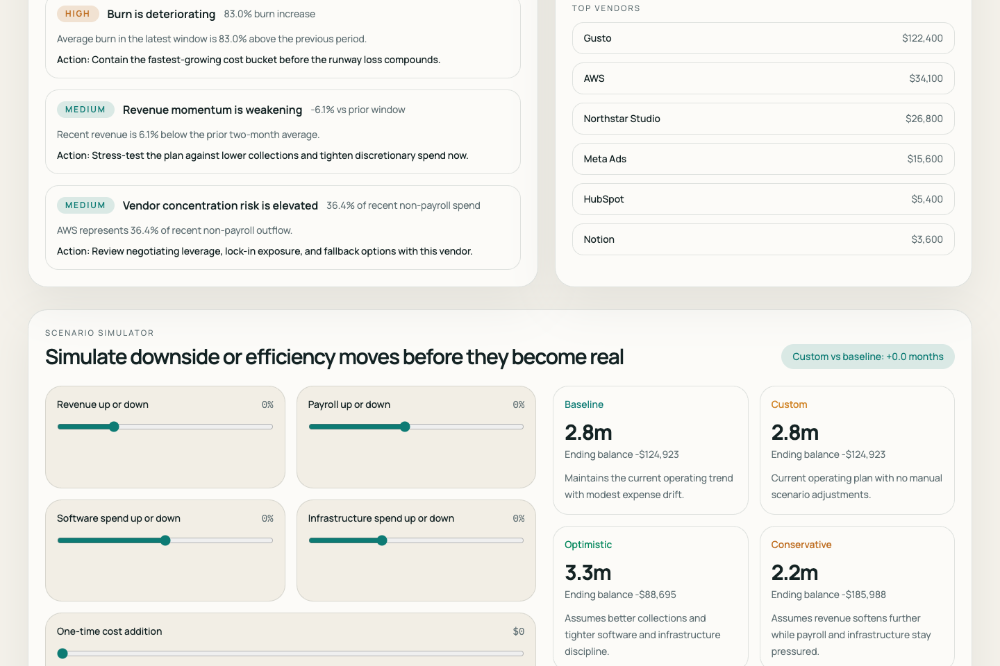 HIGH Burn is deteriorating 83.0% burn increase
Average burn in the latest window is 83.0% above the previous period.
Action: Contain the fastest-growing cost bucket before the runway loss compounds.
MEDIUM Revenue momentum is weakening -6.1% vs prior window
Recent revenue is 6.1% below the prior two-month average.
Action: Stress-test the plan against lower collections and tighten discretionary spend now.
MEDIUM Vendor concentration risk is elevated 36.4% of recent non-payroll spend
AWS represents 36.4% of recent non-payroll outflow.
Action: Review negotiating leverage, lock-in exposure, and fallback options with this vendor.
TOP VENDORS
Gusto $122,400
AWS $34,100
Northstar Studio $26,800
Meta Ads $15,600
HubSpot $5,400
Notion $3,600
SCENARIO SIMULATOR
Simulate downside or efficiency moves before they become real
Custom vs baseline: +0.0 months
Revenue up or down 0%
Payroll up or down 0%
Software spend up or down 0%
Infrastructure spend up or down 0%
One-time cost addition $0
Baseline
2.8m
Ending balance -$124,923
Maintains the current operating trend
with modest expense drift.
Custom
2.8m
Ending balance -$124,923
Current operating plan with no manual
scenario adjustments.
Optimistic
3.3m
Ending balance -$88,695
Assumes better collections and
tighter software and infrastructure
discipline.
Conservative
2.2m
Ending balance -$185,988
Assumes revenue softens further
while payroll and infrastructure stay
pressured.